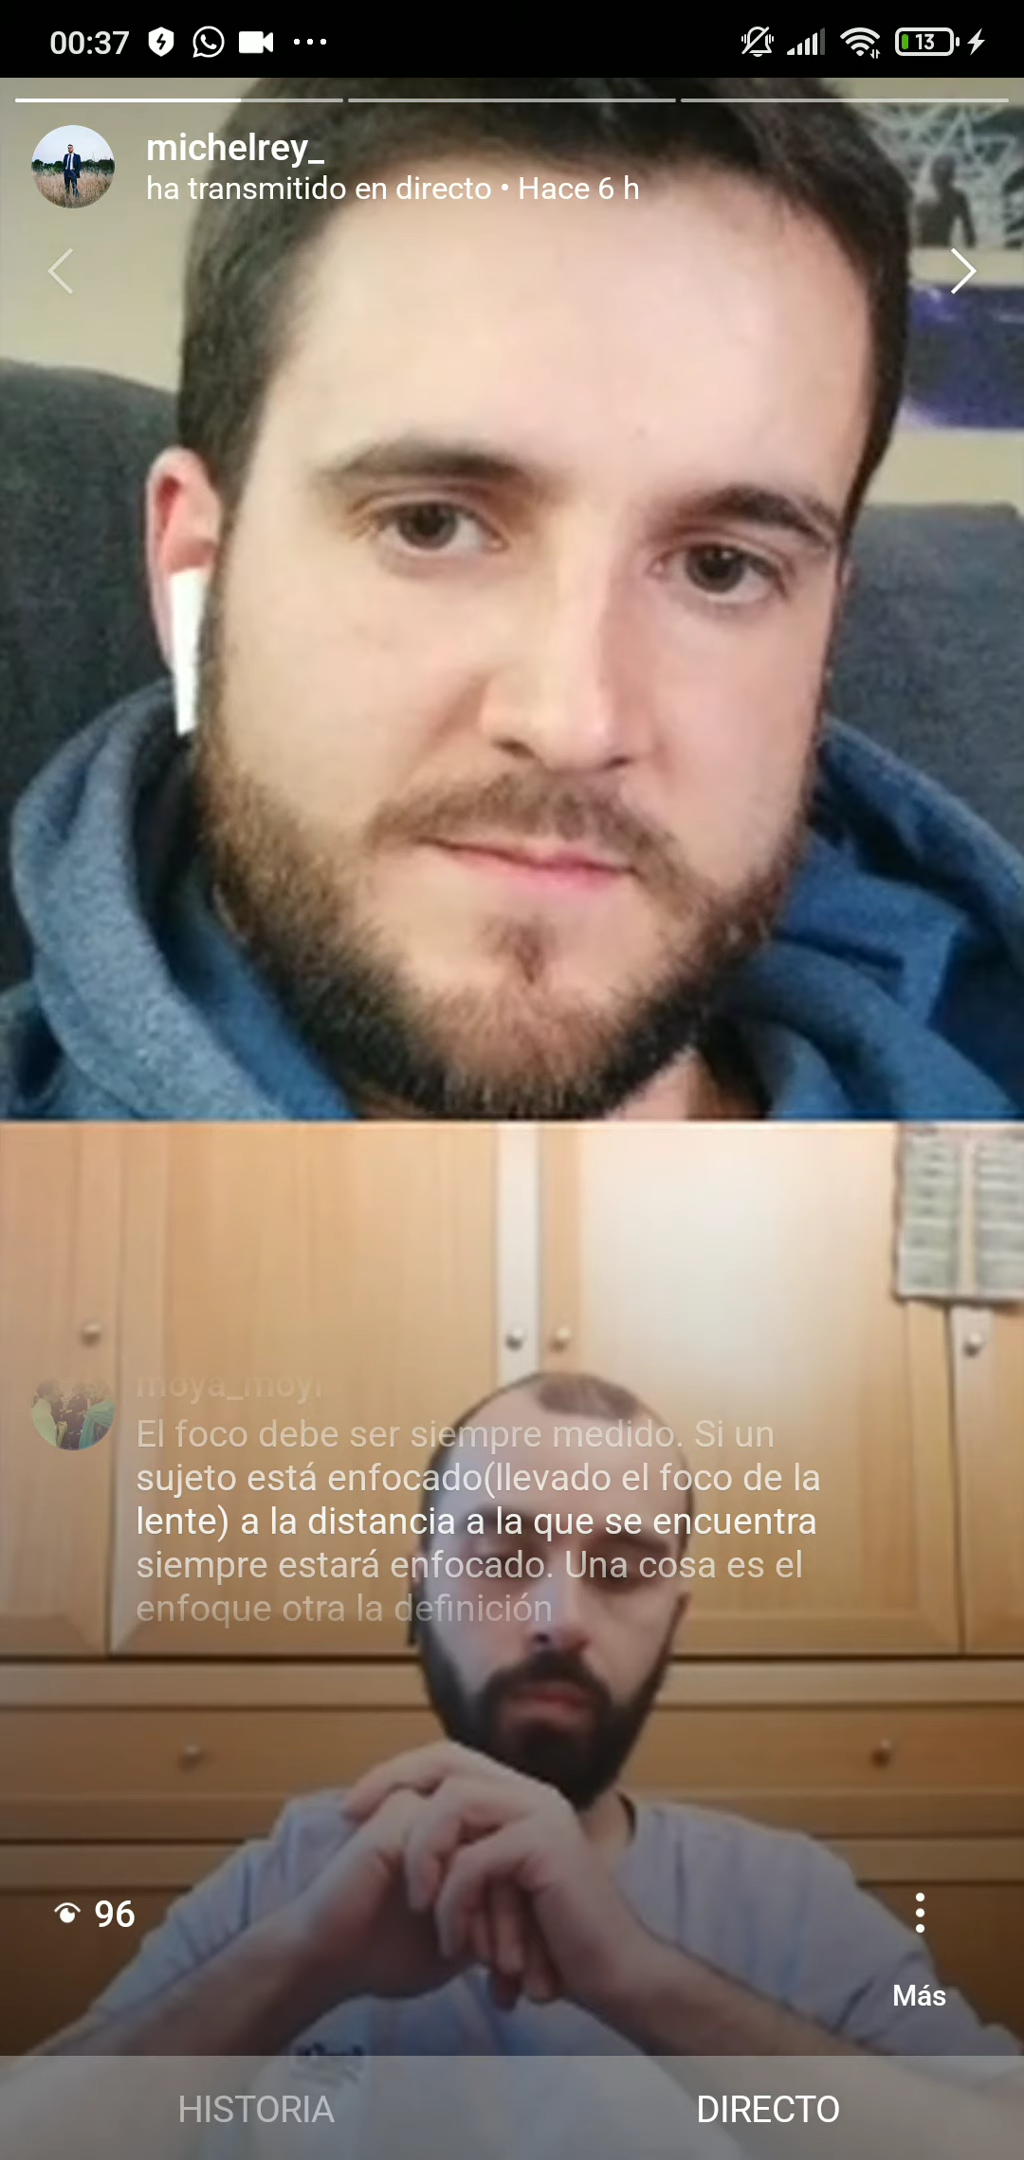 00:37
13
michelrey_
ha transmitido en directo • Hace 6 h
moya_moyi
El foco debe ser siempre medido. Si un
sujeto está enfocado(llevado el foco de la
lente) a la distancia a la que se encuentra
siempre estará enfocado. Una cosa es el
enfoque otra la definición
96
Más
HISTORIA
DIRECTO